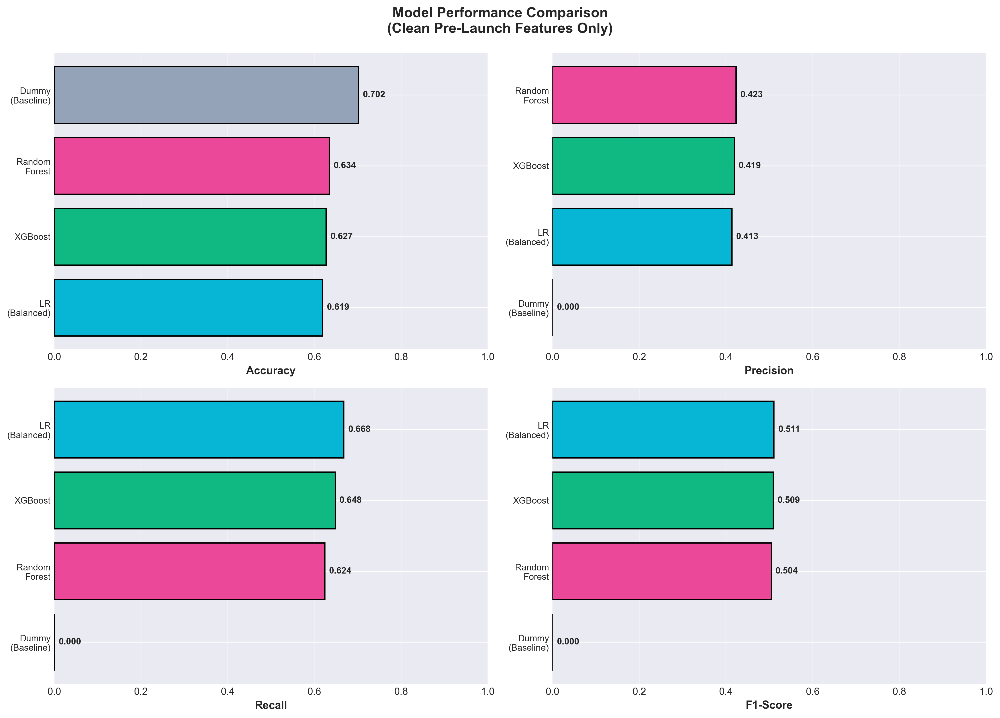 Model Performance Comparison
(Clean Pre-Launch Features Only)
Dummy
(Baseline)
0.702
Random
Forest
0.634
XGBoost
0.627
LR
(Balanced)
0.619
0.0 0.2 0.4 0.6 0.8 1.0
Accuracy
Random
Forest
0.423
XGBoost
0.419
LR
(Balanced)
0.413
Dummy
(Baseline)
0.000
0.0 0.2 0.4 0.6 0.8 1.0
Precision
LR
(Balanced)
0.668
XGBoost
0.648
Random
Forest
0.624
Dummy
(Baseline)
0.000
0.0 0.2 0.4 0.6 0.8 1.0
Recall
LR
(Balanced)
0.511
XGBoost
0.509
Random
Forest
0.504
Dummy
(Baseline)
0.000
0.0 0.2 0.4 0.6 0.8 1.0
F1-Score